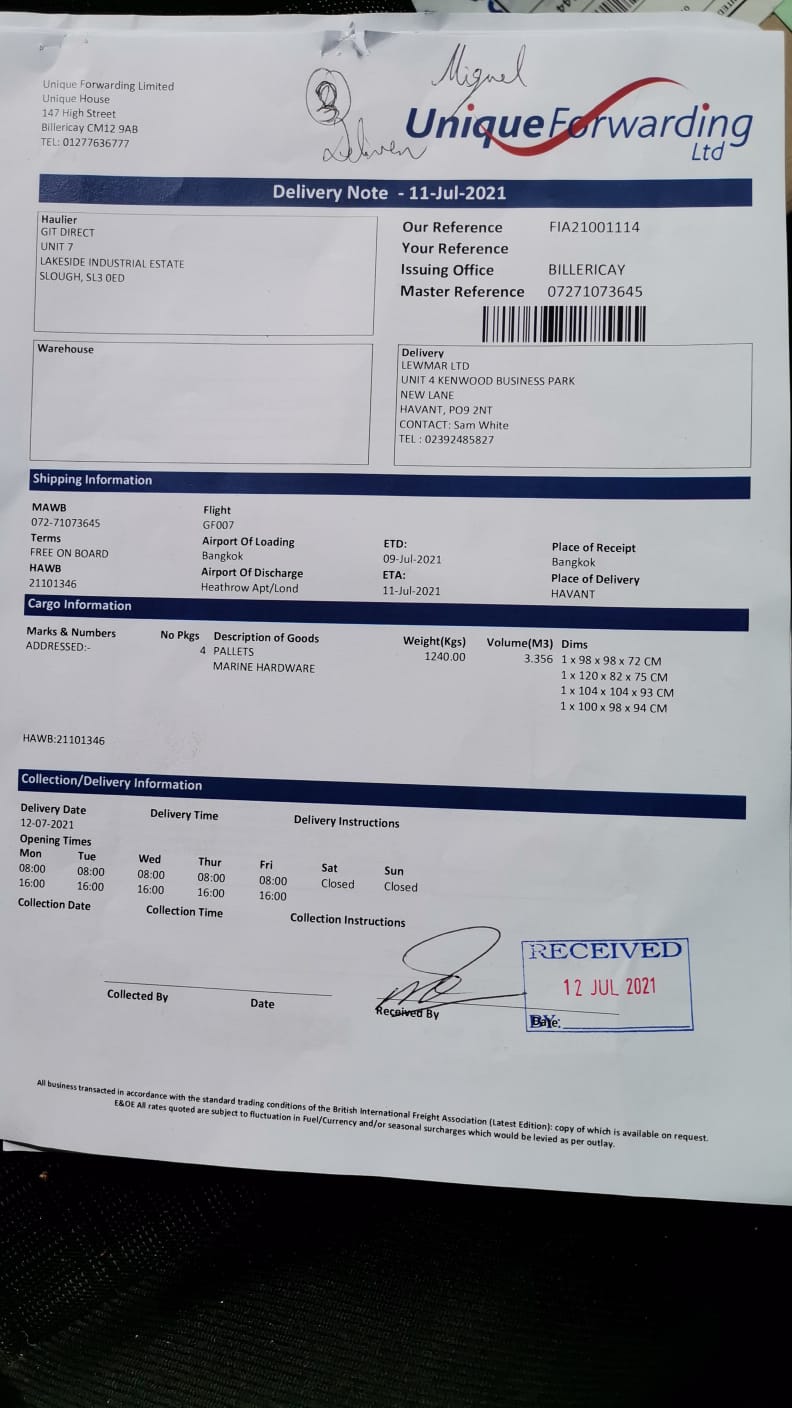 Miguel
Unique Forwarding Limited
Unique House
147 High Street
Billericay CM12 9AB
TEL: 01277636777
UniqueForwarding
Ltd
Delivery Note - 11-Jul-2021
Haulier
GIT DIRECT
UNIT 7
LAKESIDE INDUSTRIAL ESTATE
SLOUGH, SL3 0ED
Our Reference FIA21001114
Your Reference
Issuing Office BILLERICAY
Master Reference 07271073645
Warehouse
Delivery
LEWMAR LTD
UNIT 4 KENWOOD BUSINESS PARK
NEW LANE
HAVANT, PO9 2NT
CONTACT: Sam White
TEL : 02392485827
Shipping Information
MAWB Flight
072-71073645 GF007
Terms Airport Of Loading ETD: Place of Receipt
FREE ON BOARD Bangkok 09-Jul-2021 Bangkok
HAWB Airport Of Discharge ETA: Place of Delivery
21101346 Heathrow Apt/Lond 11-Jul-2021 HAVANT
Cargo Information
Marks & Numbers No Pkgs Description of Goods Weight(Kgs) Volume(M3) Dims
ADDRESSED:- 4 PALLETS 1240.00 3.356 1 x 98 x 98 x 72 CM
MARINE HARDWARE 1 x 120 x 82 x 75 CM
1 x 104 x 104 x 93 CM
1 x 100 x 98 x 94 CM
HAWB:21101346
Collection/Delivery Information
Delivery Date Delivery Time Delivery Instructions
12-07-2021
Opening Times
Mon Tue Wed Thur Fri Sat Sun
08:00 08:00 08:00 08:00 08:00 Closed Closed
16:00 16:00 16:00 16:00 16:00
Collection Date Collection Time Collection Instructions
RECEIVED
12 JUL 2021
BY:
Collected By Date Received By Date:
All business transacted in accordance with the standard trading conditions of the British International Freight Association (Latest Edition): copy of which is available on request.
E&OE All rates quoted are subject to fluctuation in Fuel/Currency and/or seasonal surcharges which would be levied as per outlay.